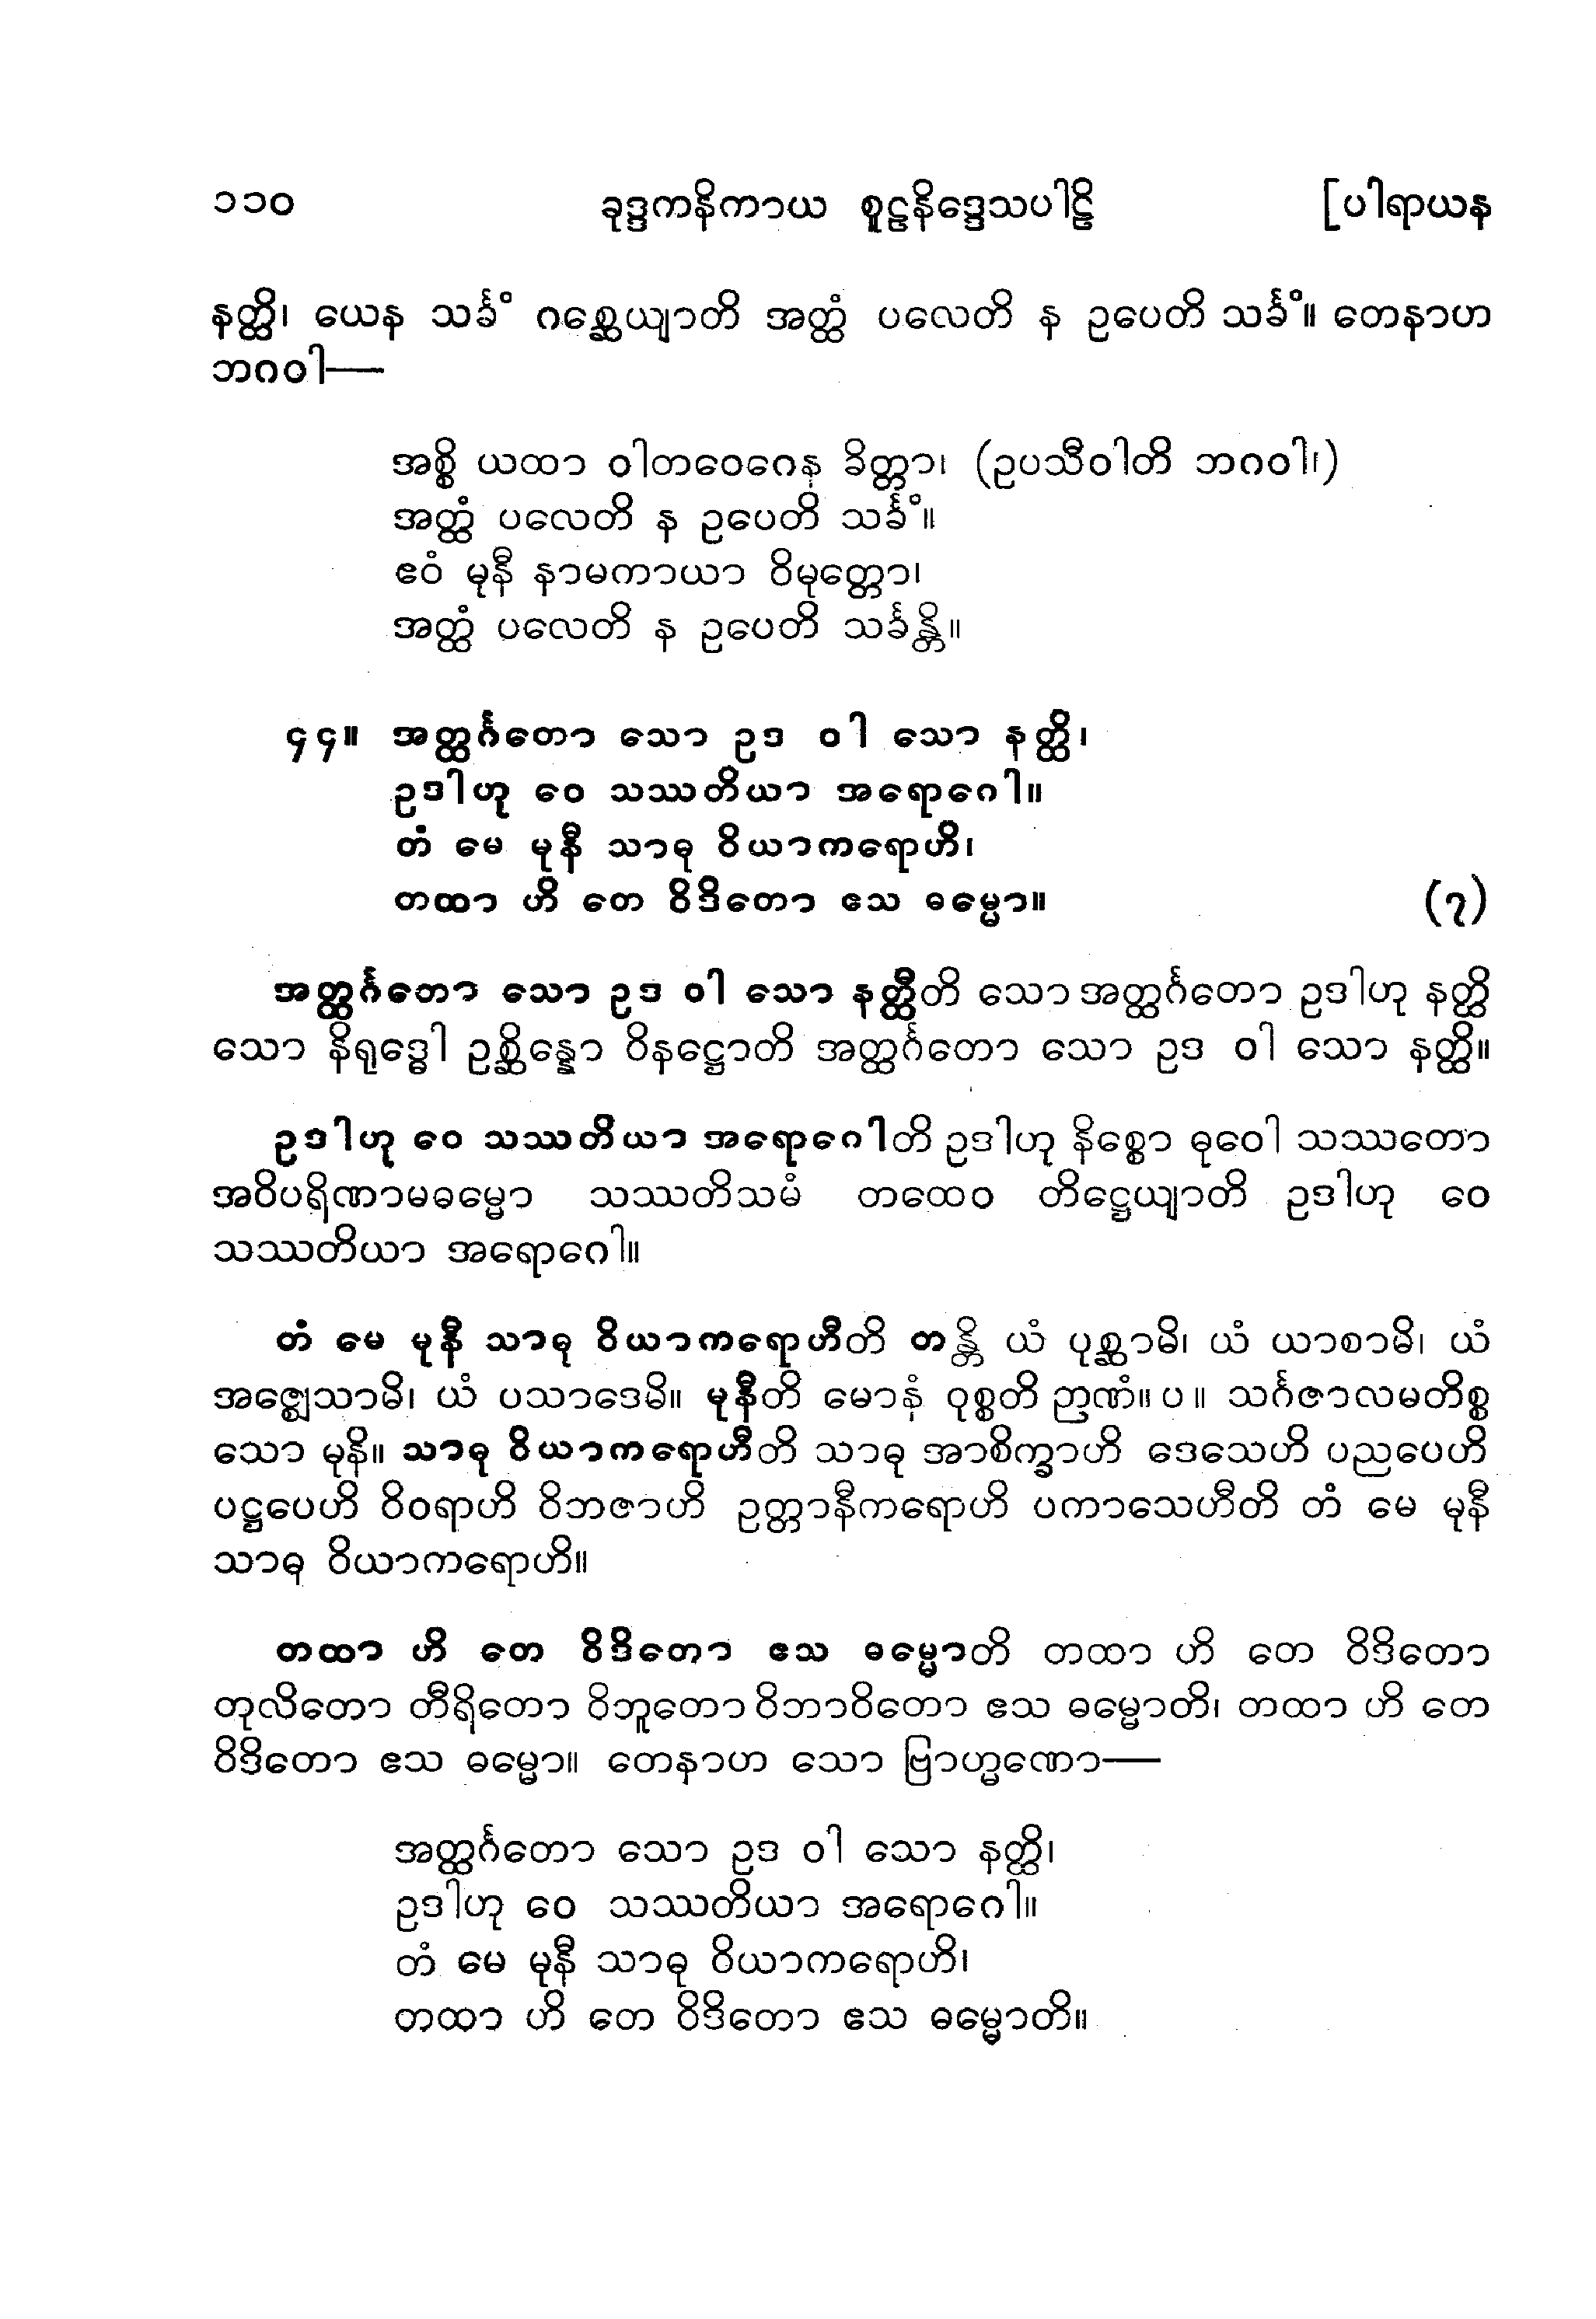 ၁၁၀ ခုဒ္ဒကနိကာယ စူဠနိဒ္ဒေသပါဠိ [ပါရာယန
နတ္ထိ၊ ယေန သင်္ခံ ဂစ္ဆေယျာတိ အတ္ထံ ပလေတိ န ဥပေတိ သင်္ခံ။ တေနာဟ
ဘဂဝါ—
အစ္စိ ယထာ ဝါတဝေဂေန ခိတ္တာ၊ (ဥပသီဝါတိ ဘဂဝါ၊)
အတ္ထံ ပလေတိ န ဥပေတိ သင်္ခံ။
ဧဝံ မုနီ နာမကာယာ ဝိမုတ္တော၊
အတ္ထံ ပလေတိ န ဥပေတိ သင်္ခန္တိ။
၄၄။ အတ္ထင်္ဂတော သော ဥဒ ဝါ သော နတ္ထိ၊
ဥဒါဟု ဝေ သဿတိယာ အရောဂေါ။
တံ မေ မုနီ သာဓု ဝိယာကရောဟိ၊
တထာ ဟိ တေ ဝိဒိတော ဧသ ဓမ္မော။ (၇)
အတ္ထင်္ဂတော သော ဥဒ ဝါ သော နတ္ထီတိ သော အတ္ထင်္ဂတော ဥဒါဟု နတ္ထိ
သော နိရုဒ္ဓေါ ဥစ္ဆိန္နော ဝိနဋ္ဌောတိ အတ္ထင်္ဂတော သော ဥဒ ဝါ သော နတ္ထိ။
ဥဒါဟု ဝေ သဿတိယာ အရောဂေါတိ ဥဒါဟု နိစ္စော ဓုဝေါ သဿတော
အဝိပရိဏာမဓမ္မော သဿတိသမံ တထေဝ တိဋ္ဌေယျာတိ ဥဒါဟု ဝေ
သဿတိယာ အရောဂေါ။
တံ မေ မုနီ သာဓု ဝိယာကရောဟီတိ တန္တိ ယံ ပုစ္ဆာမိ၊ ယံ ယာစာမိ၊ ယံ
အဇ္ဈေသာမိ၊ ယံ ပသာဒေမိ။ မုနီတိ မောနံ ဝုစ္စတိ ဉာဏံ။ ပ ။ သင်္ဂဇာလမတိစ္စ
သော မုနိ။ သာဓု ဝိယာကရောဟီတိ သာဓု အာစိက္ခာဟိ ဒေသေဟိ ပညပေဟိ
ပဋ္ဌပေဟိ ဝိဝရာဟိ ဝိဘဇာဟိ ဥတ္တာနီကရောဟိ ပကာသေဟီတိ တံ မေ မုနီ
သာဓု ဝိယာကရောဟိ။
တထာ ဟိ တေ ဝိဒိတော ဧသ ဓမ္မောတိ တထာ ဟိ တေ ဝိဒိတော
တုလိတော တီရိတော ဝိဘူတော ဝိဘာဝိတော ဧသ ဓမ္မောတိ၊ တထာ ဟိ တေ
ဝိဒိတော ဧသ ဓမ္မော။ တေနာဟ သော ဗြာဟ္မဏော—
အတ္ထင်္ဂတော သော ဥဒ ဝါ သော နတ္ထိ၊
ဥဒါဟု ဝေ သဿတိယာ အရောဂေါ။
တံ မေ မုနီ သာဓု ဝိယာကရောဟိ၊
တထာ ဟိ တေ ဝိဒိတော ဧသ ဓမ္မောတိ။